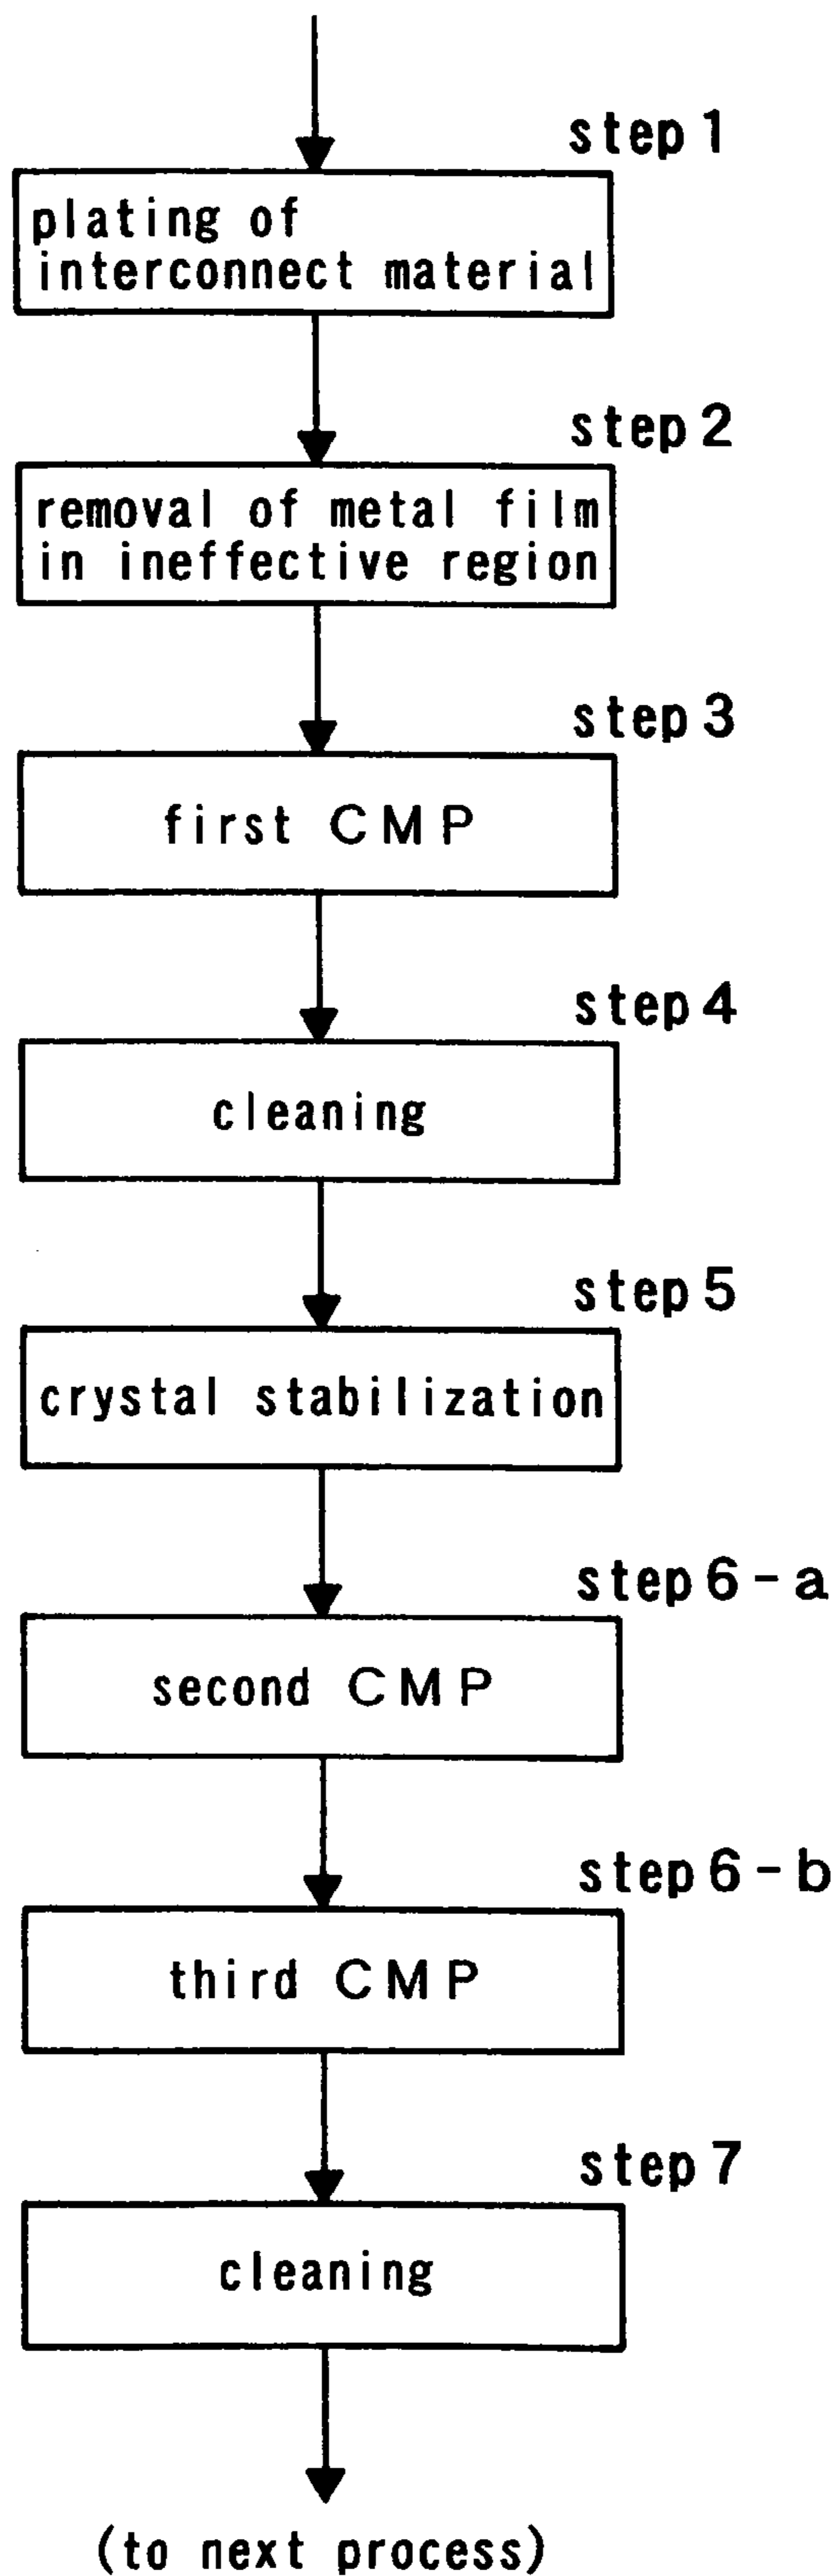 step 1
plating of
interconnect material
step 2
removal of metal film
in ineffective region
step 3
first CMP
step 4
cleaning
step 5
crystal stabilization
step 6-a
second CMP
step 6-b
third CMP
step 7
cleaning
(to next process)